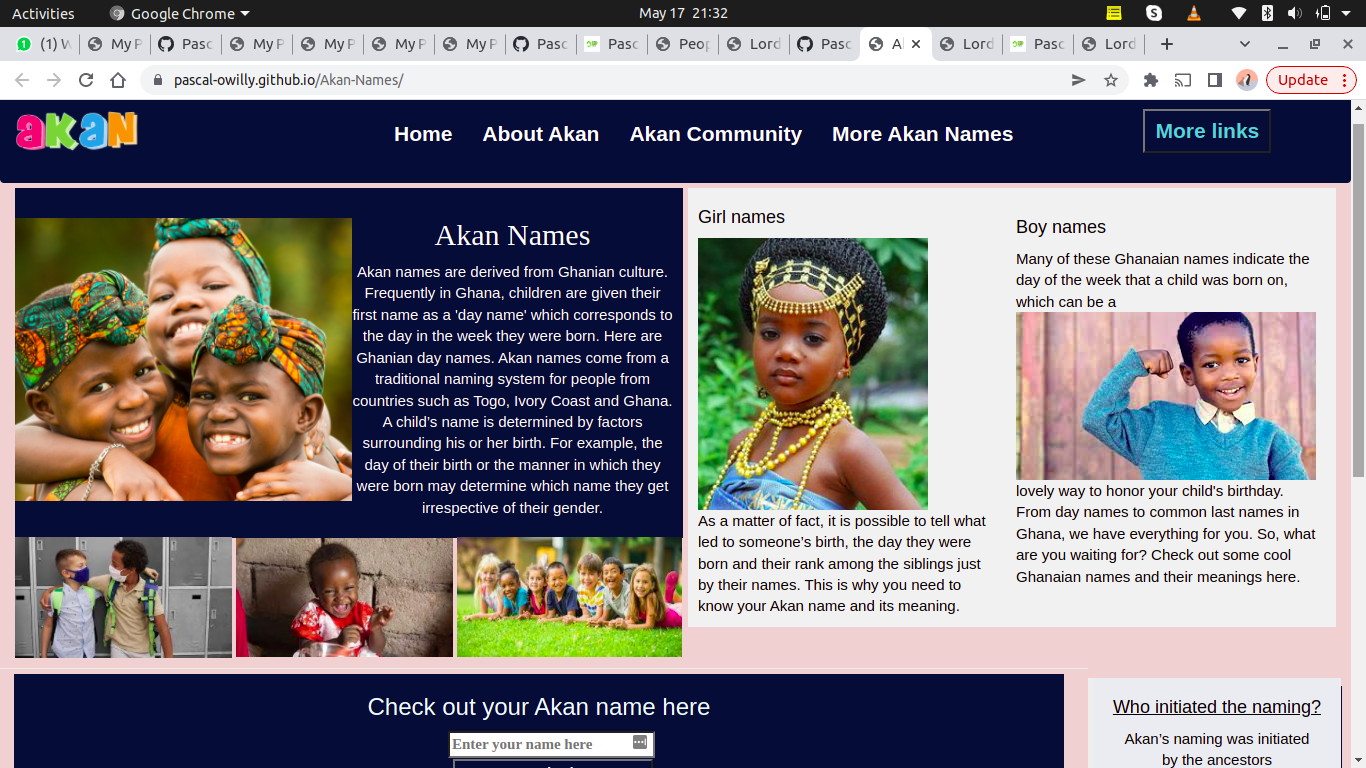 Activities
Google Chrome
May 17 21:32
(1) W
My P
Pasc
My P
My P
My P
My P
Pasc
Pasc
Peop
Lord
Pasc
A
Lord
Pasc
Lord
pascal-owilly.github.io/Akan-Names/
Update
aKaN
Home
About Akan
Akan Community
More Akan Names
More links
Akan Names
Akan names are derived from Ghanian culture.
Frequently in Ghana, children are given their
first name as a 'day name' which corresponds to
the day in the week they were born. Here are
Ghanian day names. Akan names come from a
traditional naming system for people from
countries such as Togo, Ivory Coast and Ghana.
A child's name is determined by factors
surrounding his or her birth. For example, the
day of their birth or the manner in which they
were born may determine which name they get
irrespective of their gender.
Girl names
As a matter of fact, it is possible to tell what
led to someone's birth, the day they were
born and their rank among the siblings just
by their names. This is why you need to
know your Akan name and its meaning.
Boy names
Many of these Ghanaian names indicate the
day of the week that a child was born on,
which can be a
lovely way to honor your child's birthday.
From day names to common last names in
Ghana, we have everything for you. So, what
are you waiting for? Check out some cool
Ghanaian names and their meanings here.
Check out your Akan name here
Enter your name here
Who initiated the naming?
Akan's naming was initiated
by the ancestors